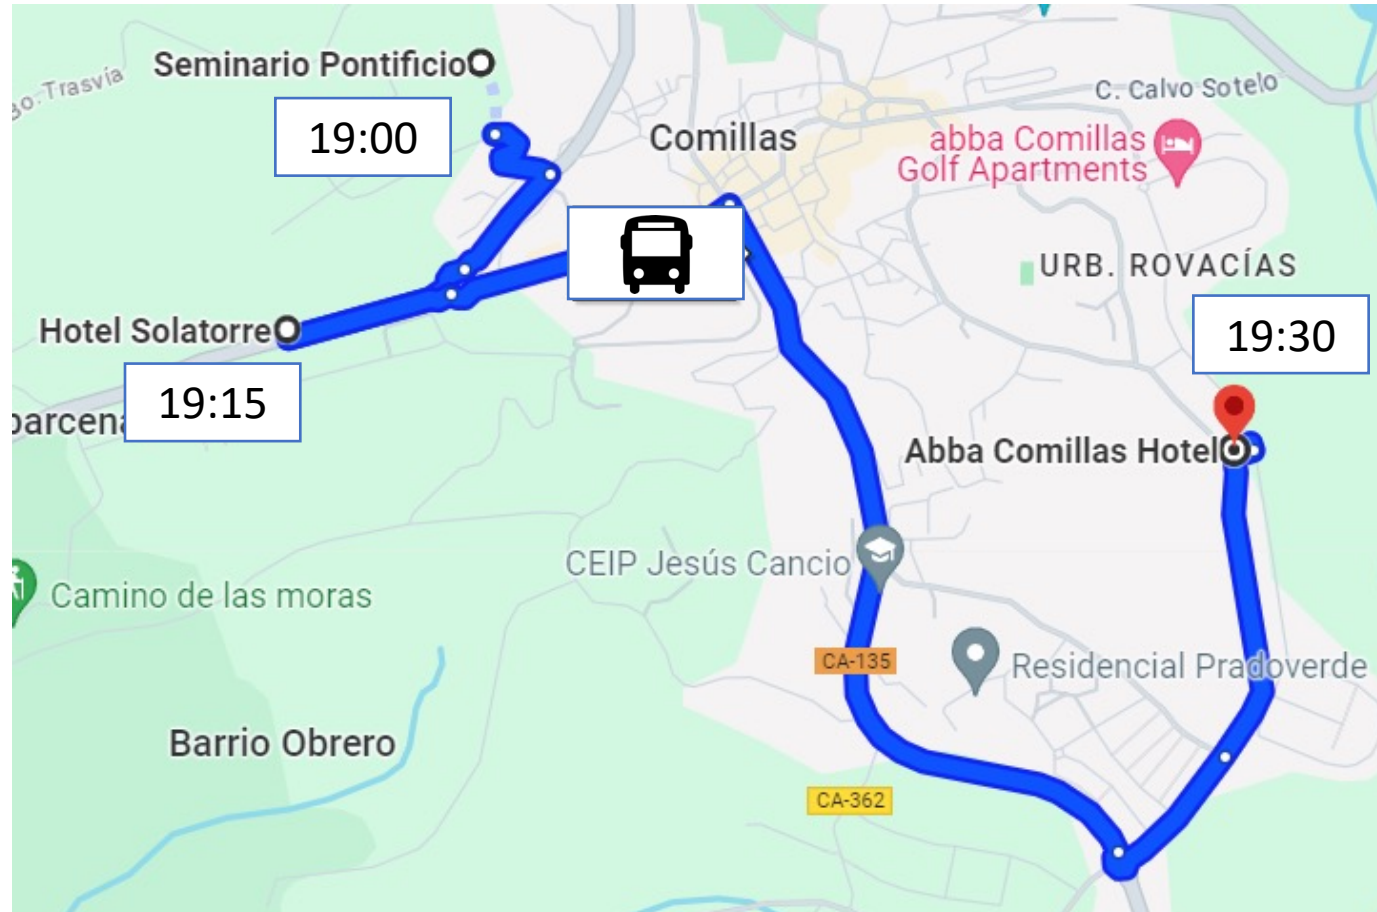 Seminario Pontificio
Bo. Trasvía
19:00
C. Calvo Sotelo
Comillas
abba Comillas
Golf Apartments
URB. ROVACÍAS
Hotel Solatorre
19:30
19:15
Abba Comillas Hotel
CEIP Jesús Cancio
Camino de las moras
CA-135
Residencial Pradoverde
Barrio Obrero
CA-362